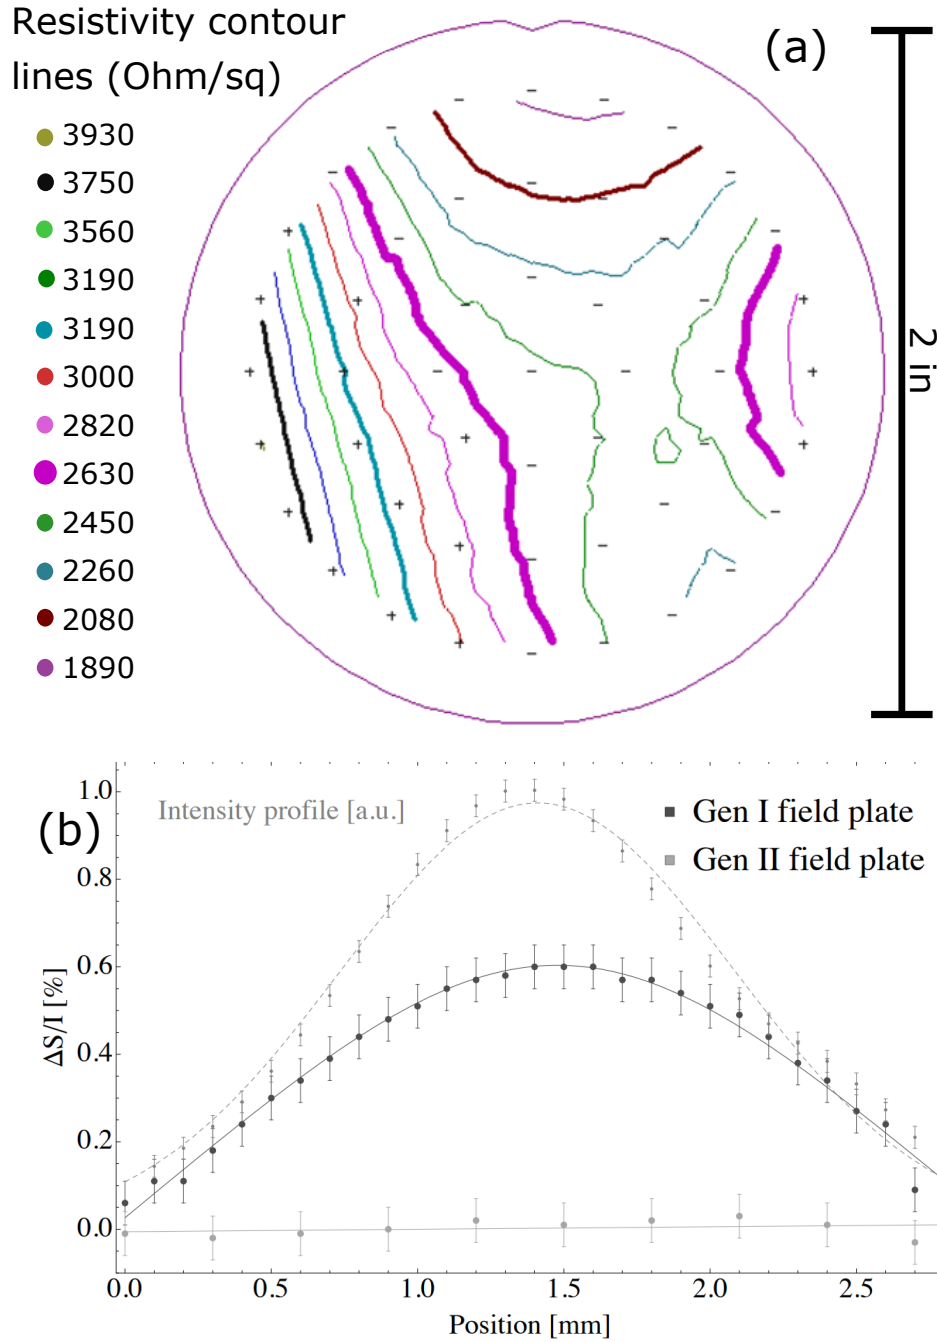 Resistivity contour
lines (Ohm/sq)
(a)
3930
3750
3560
3190
3190
3000
2820
2630
2450
2260
2080
1890
2 in
(b)
Intensity profile [a.u.]
Gen I field plate
Gen II field plate
ΔS/I [%]
1.0
0.8
0.6
0.4
0.2
0.0
0.0 0.5 1.0 1.5 2.0 2.5
Position [mm]